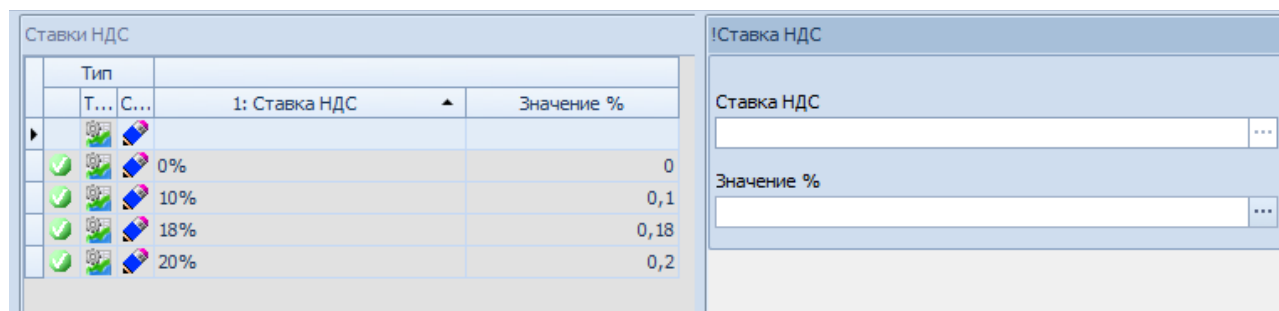 Ставки НДС
Тип
Т... С... 1: Ставка НДС Значение %
0% 0
10% 0,1
18% 0,18
20% 0,2
!Ставка НДС
Ставка НДС
...
Значение %
...